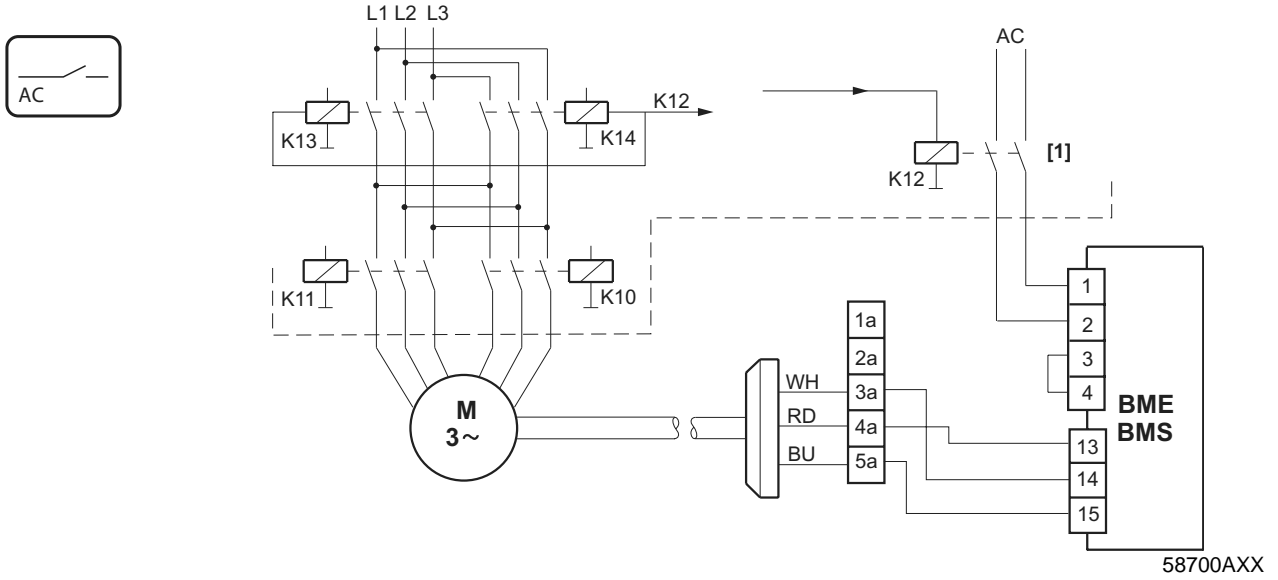 AC
L1 L2 L3
K13
K14
K12
AC
K12
[1]
K11
K10
M
3~
WH
RD
BU
1a
2a
3a
4a
5a
1
2
3
4
13
14
15
BME
BMS
58700AXX